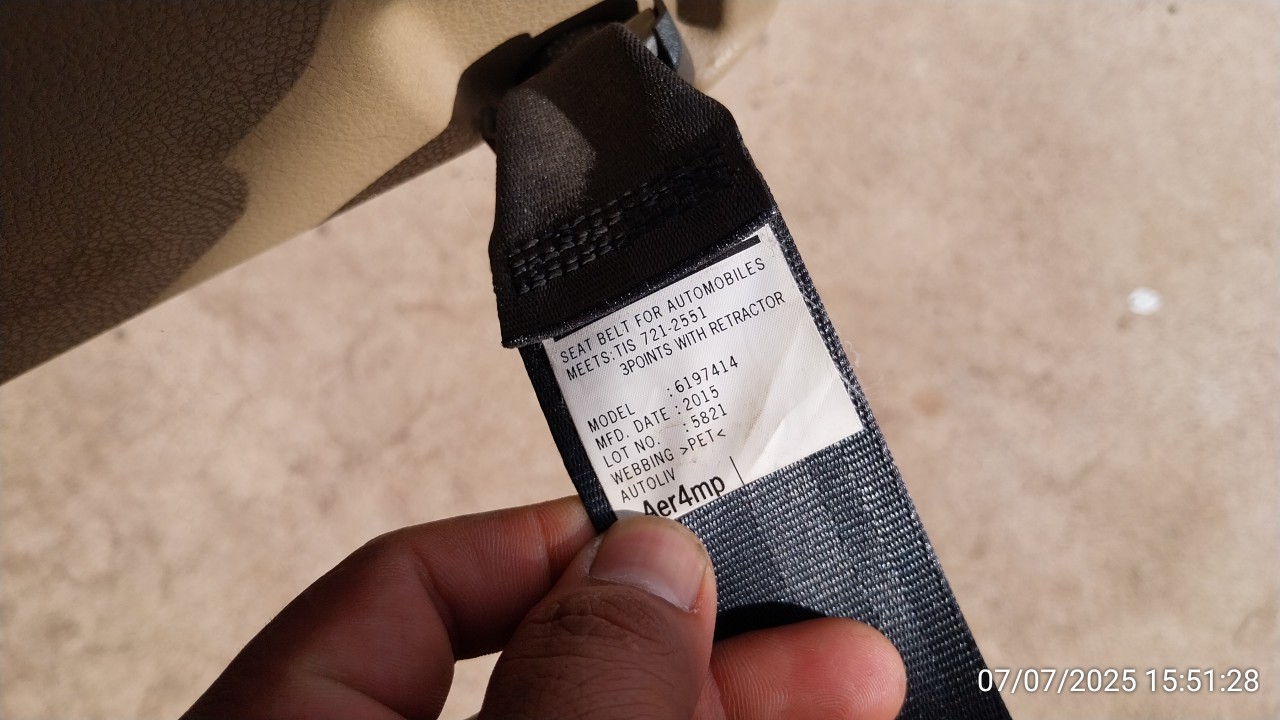 SEAT BELT FOR AUTOMOBILES
MEETS:TIS 721-2551
3POINTS WITH RETRACTOR
MODEL :6197414
MFD. DATE :2015
LOT NO. :5821
WEBBING >PET<
AUTOLIV
Aer4mp
07/07/2025 15:51:28